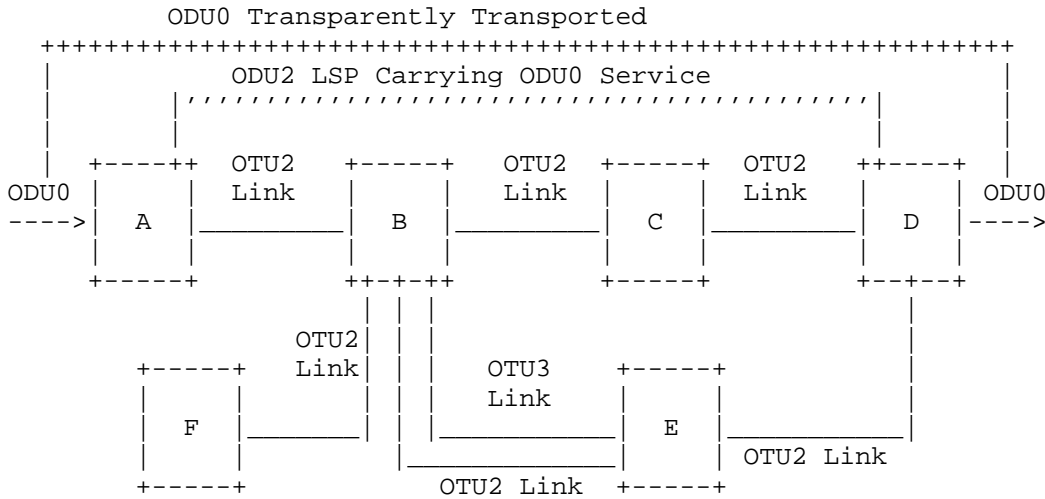 ODU0 Transparently Transported
ODU2 LSP Carrying ODU0 Service
OTU2 OTU2 OTU2
ODU0 Link Link Link ODU0
A B C D
OTU2
Link OTU3
Link
F E
OTU2 Link
OTU2 Link